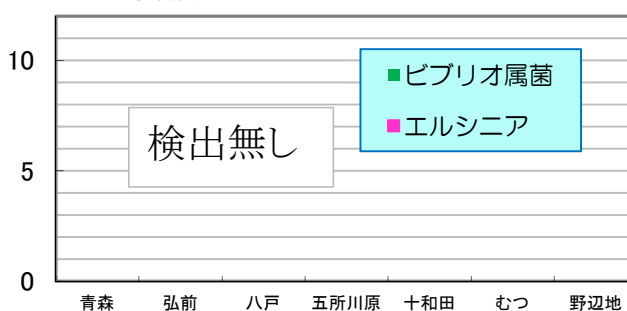 10
ビブリオ属菌
エルシニア
検出無し
5
0
青森 弘前 八戸 五所川原 十和田 むつ 野辺地